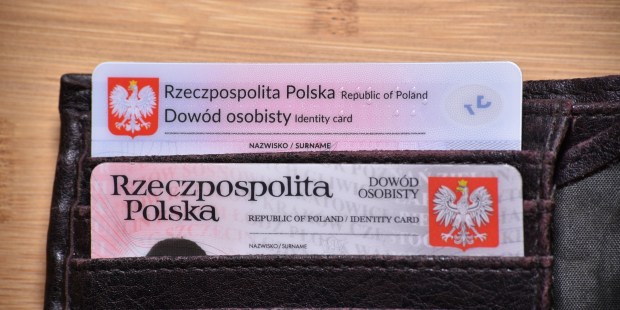 Rzeczpospolita Polska Republic of Poland
Dowód osobisty Identity card
NAZWISKO / SURNAME
Rzeczpospolita
Polska
DOWÓD
OSOBISTY
REPUBLIC OF POLAND / IDENTITY CARD
NAZWISKO / SURNAME